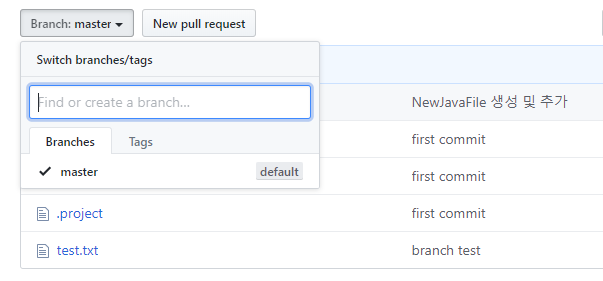 Branch: master
New pull request
Switch branches/tags
Find or create a branch...
Branches
Tags
master
default
NewJavaFile 생성 및 추가
first commit
first commit
.project
first commit
test.txt
branch test